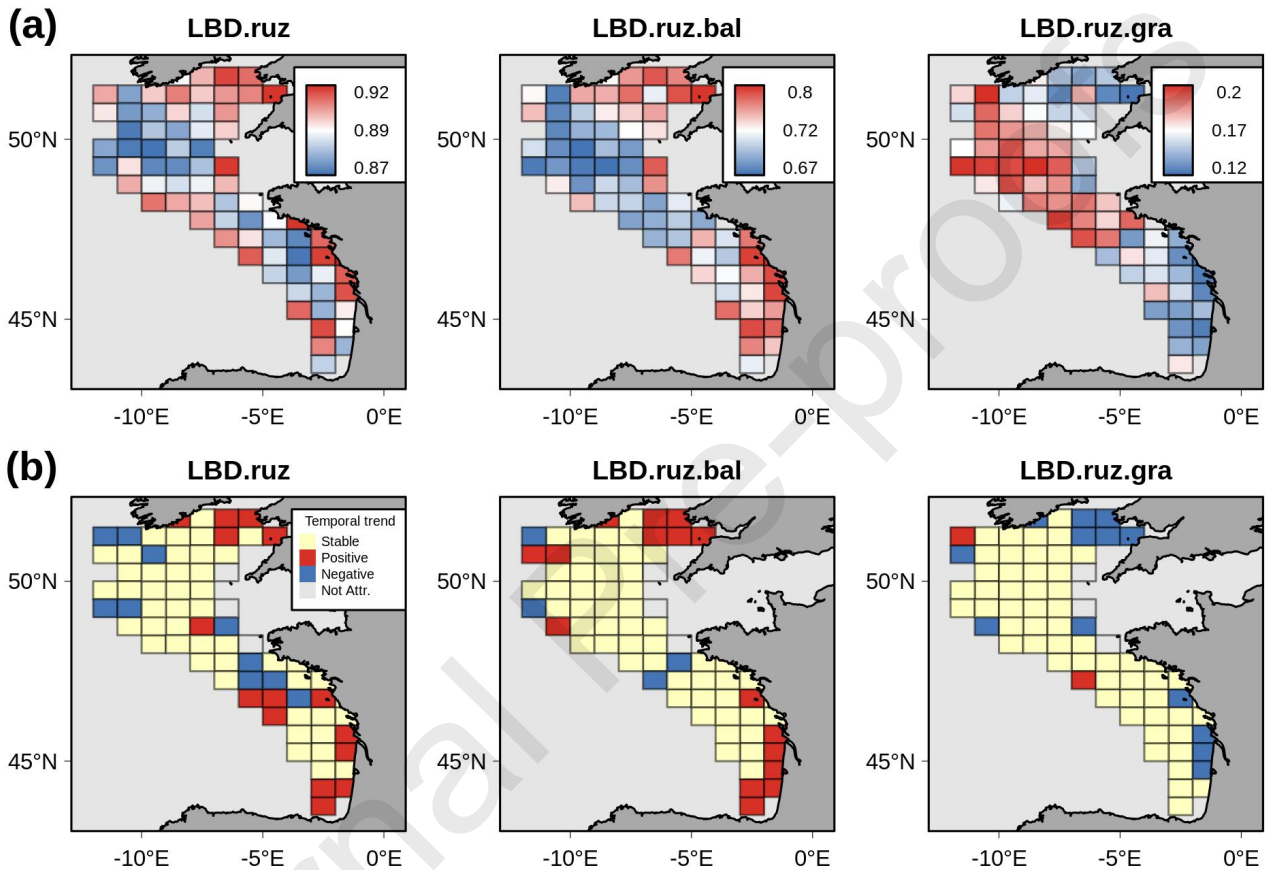 (a)
LBD.ruz
LBD.ruz.bal
LBD.ruz.gra
0.92
0.89
0.87
0.8
0.72
0.67
0.2
0.17
0.12
50°N
45°N
-10°E
-5°E
0°E
50°N
45°N
-10°E
-5°E
0°E
50°N
45°N
-10°E
-5°E
0°E
(b)
LBD.ruz
LBD.ruz.bal
LBD.ruz.gra
Temporal trend
Stable
Positive
Negative
Not Attr.
50°N
45°N
-10°E
-5°E
0°E
50°N
45°N
-10°E
-5°E
0°E
50°N
45°N
-10°E
-5°E
0°E
rnal Pre-proofs